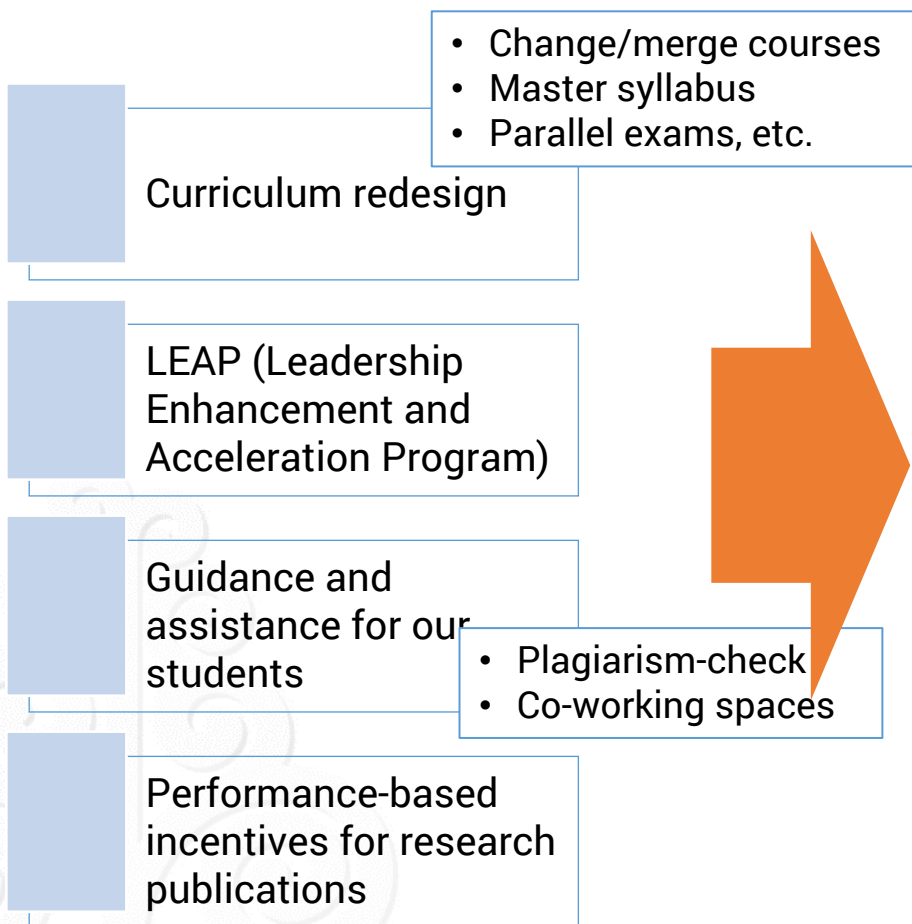 • Change/merge courses
• Master syllabus
• Parallel exams, etc.
Curriculum redesign
LEAP (Leadership
Enhancement and
Acceleration Program)
Guidance and
assistance for our
students
• Plagiarism-check
• Co-working spaces
Performance-based
incentives for research
publications